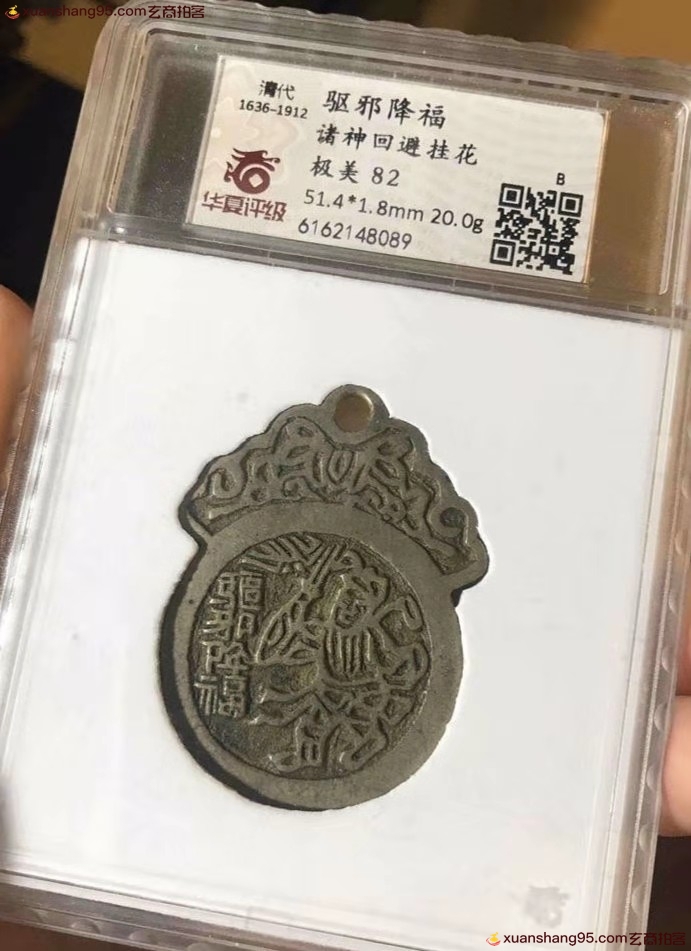 xuanshang95.com玄商拍客
清代
1636-1912
驱邪降福
诸神回避挂花
极美 82
51.4*1.8mm 20.0g
6162148089
华夏评级
B
驅邪降福
xuanshang95.com玄商拍客